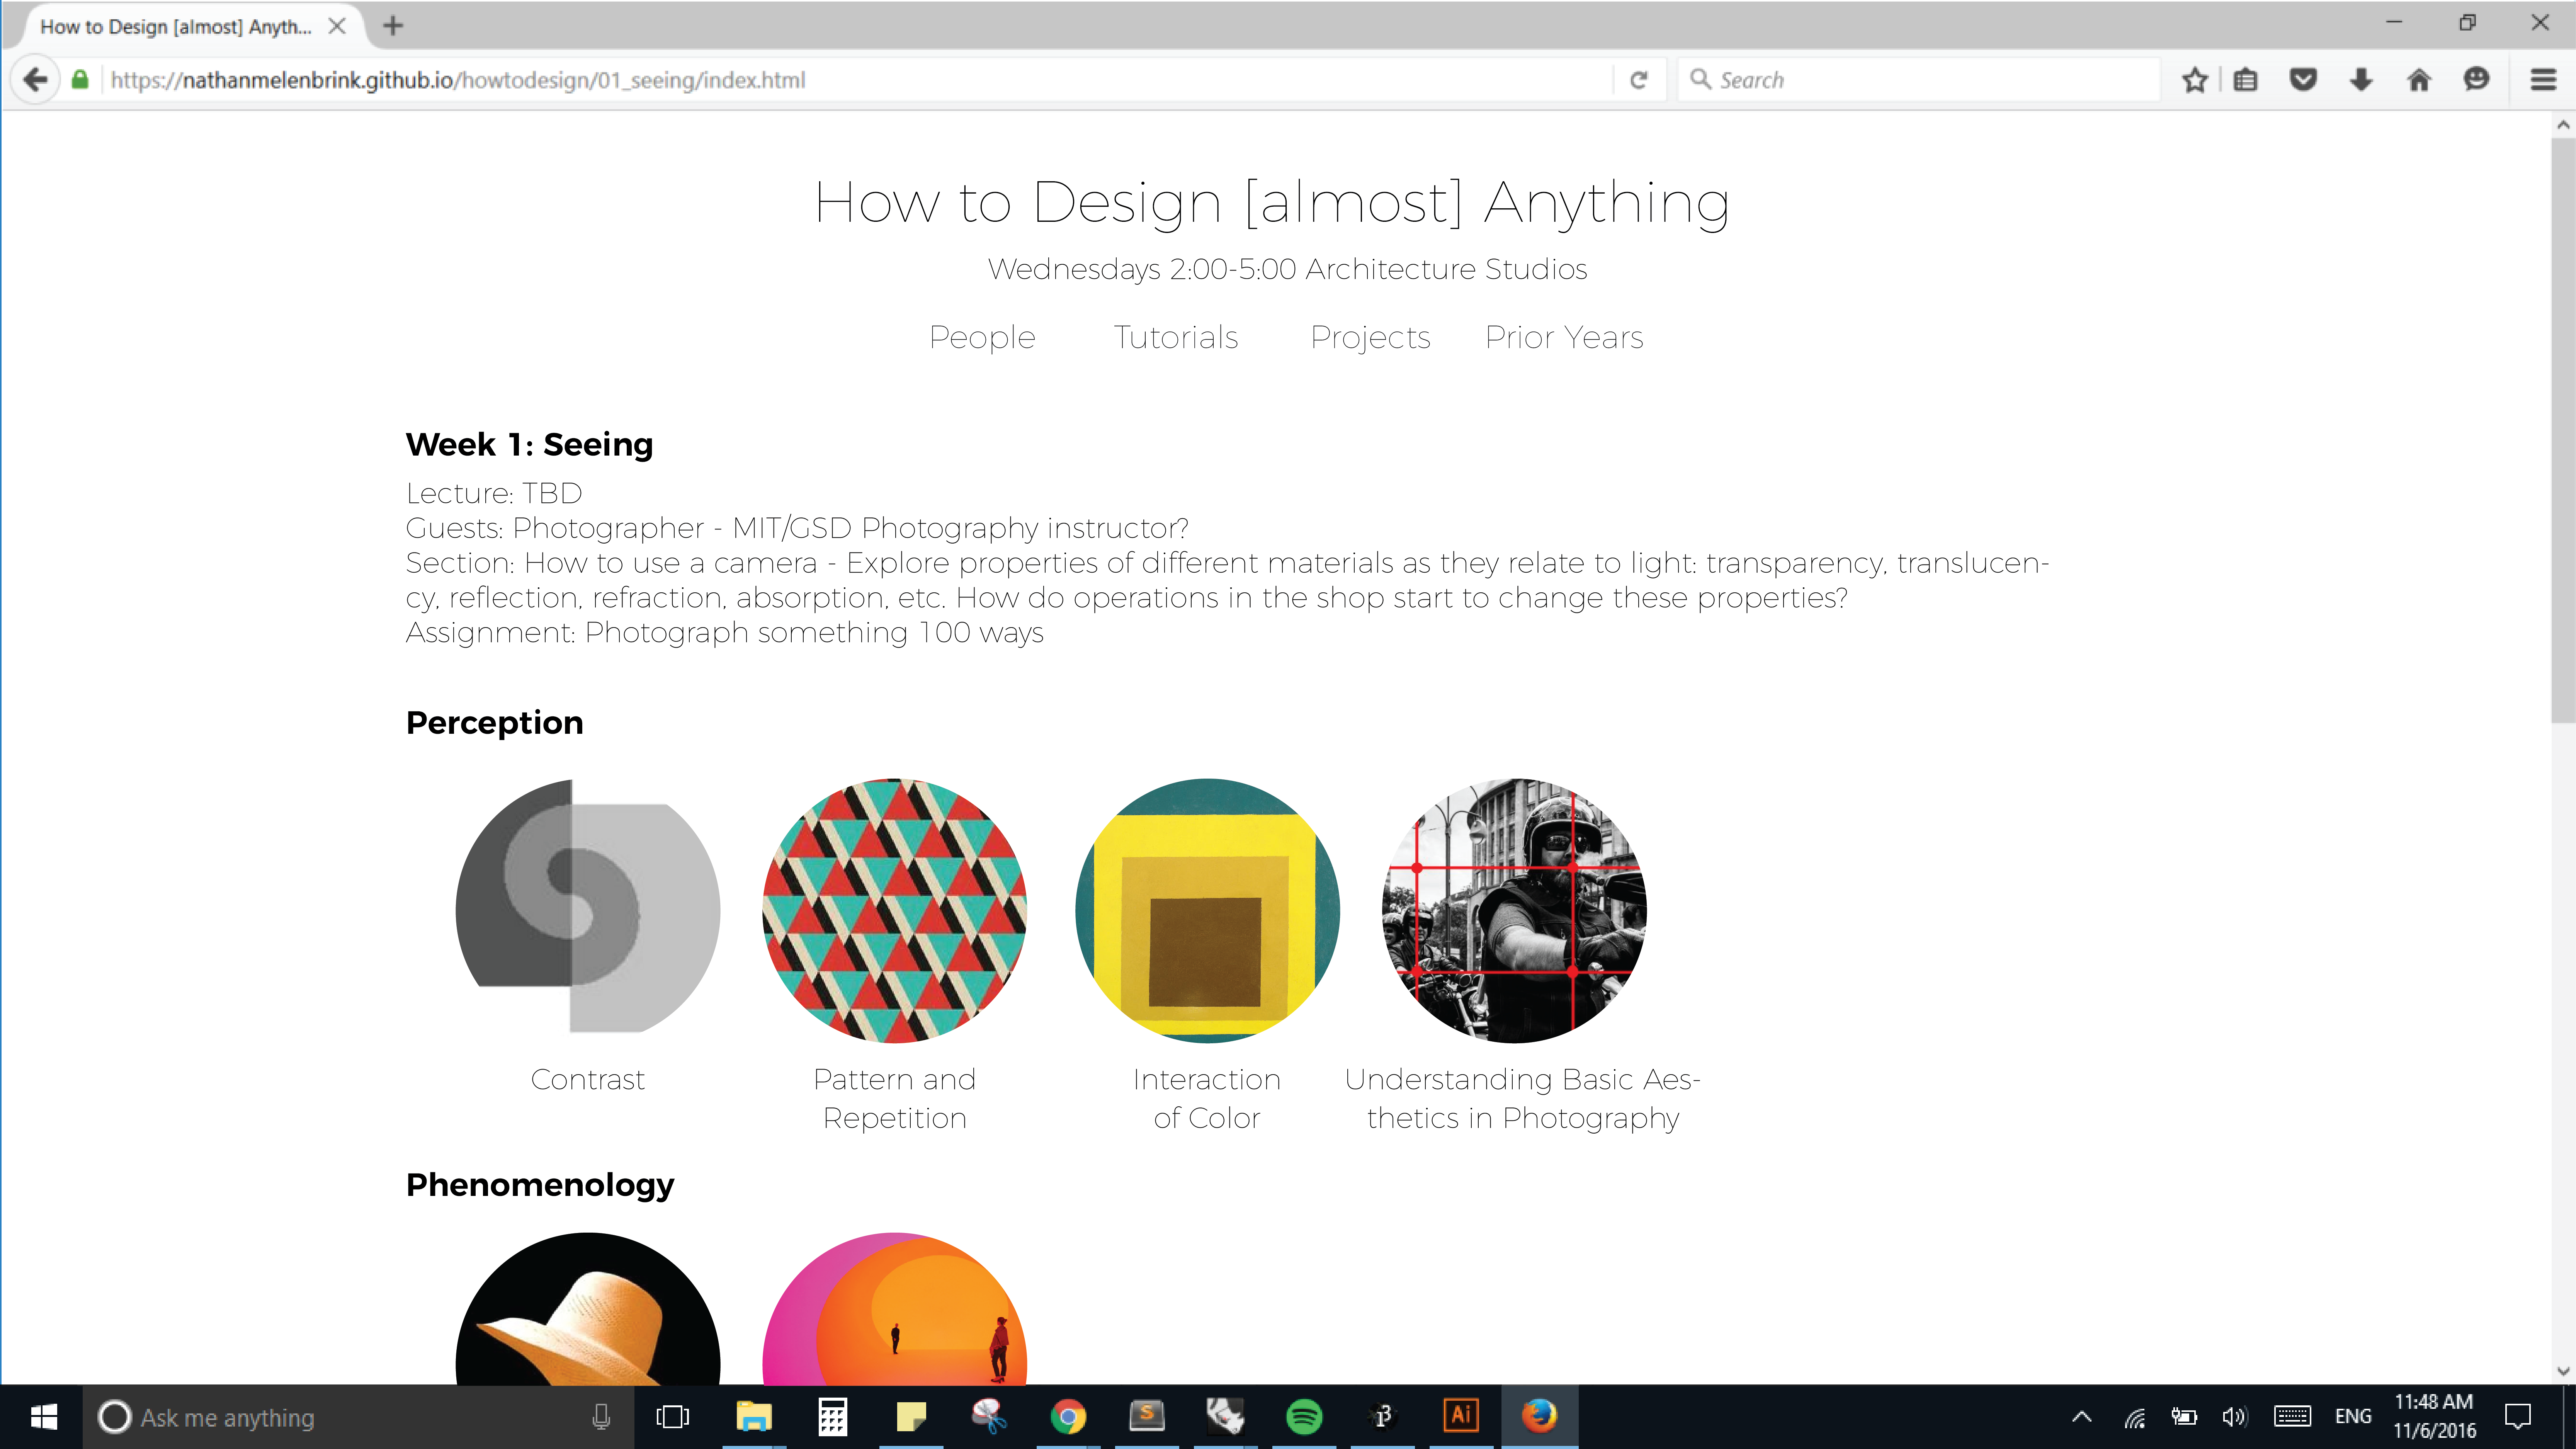 How to Design [almost] Anyth...
https://nathanmelenbrink.github.io/howtodesign/01_seeing/index.html
Search
How to Design [almost] Anything
Wednesdays 2:00-5:00 Architecture Studios
People Tutorials Projects Prior Years
Week 1: Seeing
Lecture: TBD
Guests: Photographer - MIT/GSD Photography instructor?
Section: How to use a camera - Explore properties of different materials as they relate to light: transparency, translucen-
cy, reflection, refraction, absorption, etc. How do operations in the shop start to change these properties?
Assignment: Photograph something 100 ways
Perception
Contrast
Pattern and
Repetition
Interaction
of Color
Understanding Basic Aes-
thetics in Photography
Phenomenology
Ask me anything
S
Ai
ENG
11:48 AM
11/6/2016